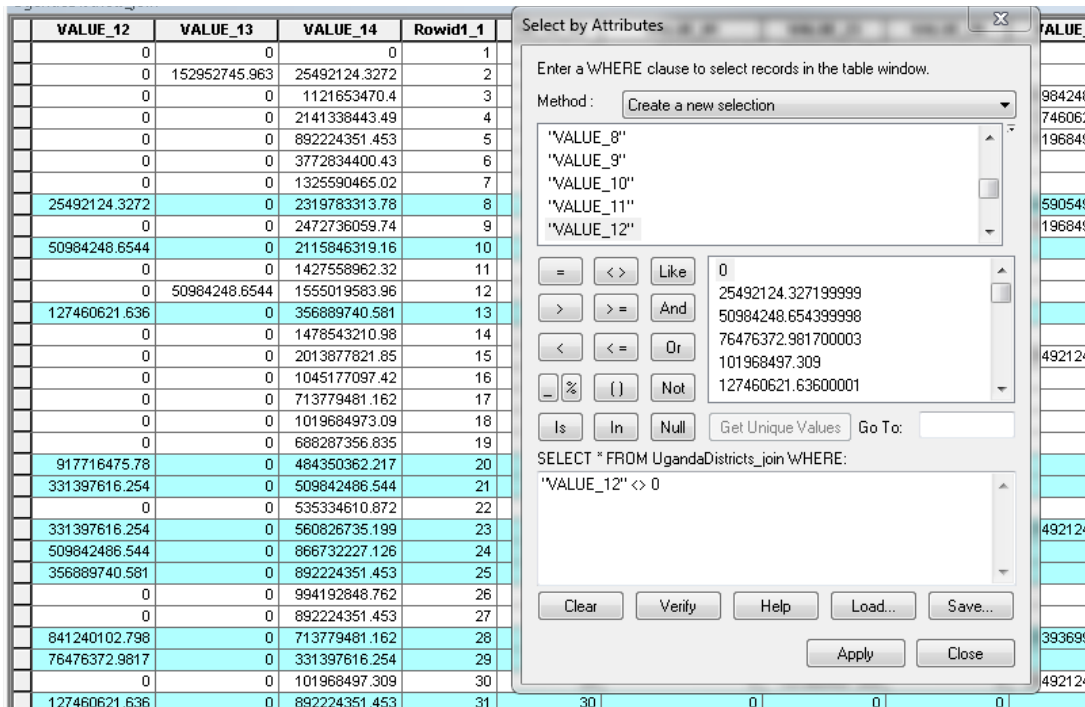 VALUE_12 VALUE_13 VALUE_14 Rowid1_1
0 0 0 1
0 152952745.963 25492124.3272 2
0 0 1121653470.4 3
0 0 2141338443.49 4
0 0 892224351.453 5
0 0 3772834400.43 6
0 0 1325590465.02 7
25492124.3272 0 2319783313.78 8
0 0 2472736059.74 9
50984248.6544 0 2115846319.16 10
0 0 1427558962.32 11
0 50984248.6544 1555019583.96 12
127460621.636 0 356889740.581 13
0 0 1478543210.98 14
0 0 2013877821.85 15
0 0 1045177097.42 16
0 0 713779481.162 17
0 0 1019684973.09 18
0 0 688287356.835 19
917716475.78 0 484350362.217 20
331397616.254 0 509842486.544 21
0 0 535334610.872 22
331397616.254 0 560826735.199 23
509842486.544 0 866732227.126 24
356889740.581 0 892224351.453 25
0 0 994192848.762 26
0 0 892224351.453 27
841240102.798 0 713779481.162 28
76476372.9817 0 331397616.254 29
0 0 101968497.309 30
127460621.636 0 892224351.453 31 30 0 0 0
Select by Attributes
Enter a WHERE clause to select records in the table window.
Method : Create a new selection
"VALUE_8"
"VALUE_9"
"VALUE_10"
"VALUE_11"
"VALUE_12"
= <> Like
> > = And
< < = Or
_ % () Not
Is In Null
0
25492124.327199999
50984248.654399998
76476372.981700003
101968497.309
127460621.63600001
Get Unique Values Go To:
SELECT * FROM UgandaDistricts_join WHERE:
"VALUE_12" <> 0
Clear Verify Help Load... Save...
Apply Close